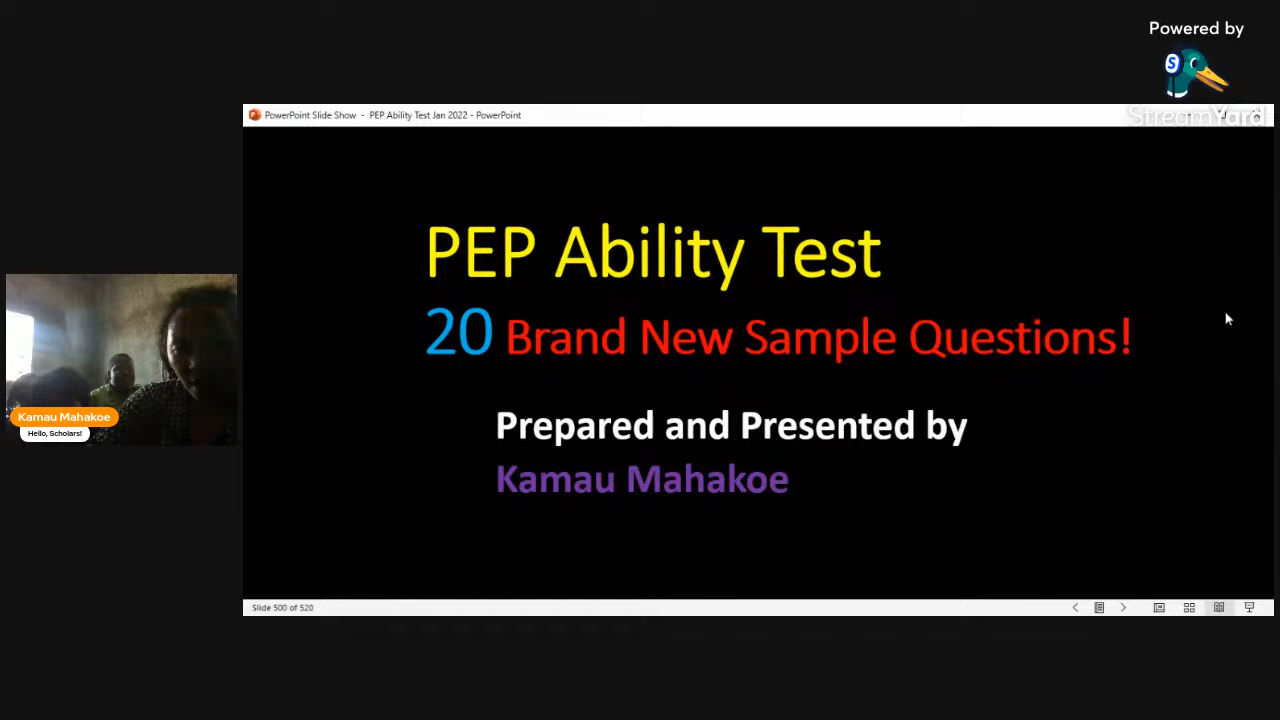 Powered by
S
StreamYard
PowerPoint Slide Show - PEP Ability Test Jan 2022 - PowerPoint
PEP Ability Test
20 Brand New Sample Questions!
Prepared and Presented by
Kamau Mahakoe
Kamau Mahakoe
Hello, Scholars!
Slide 500 of 520